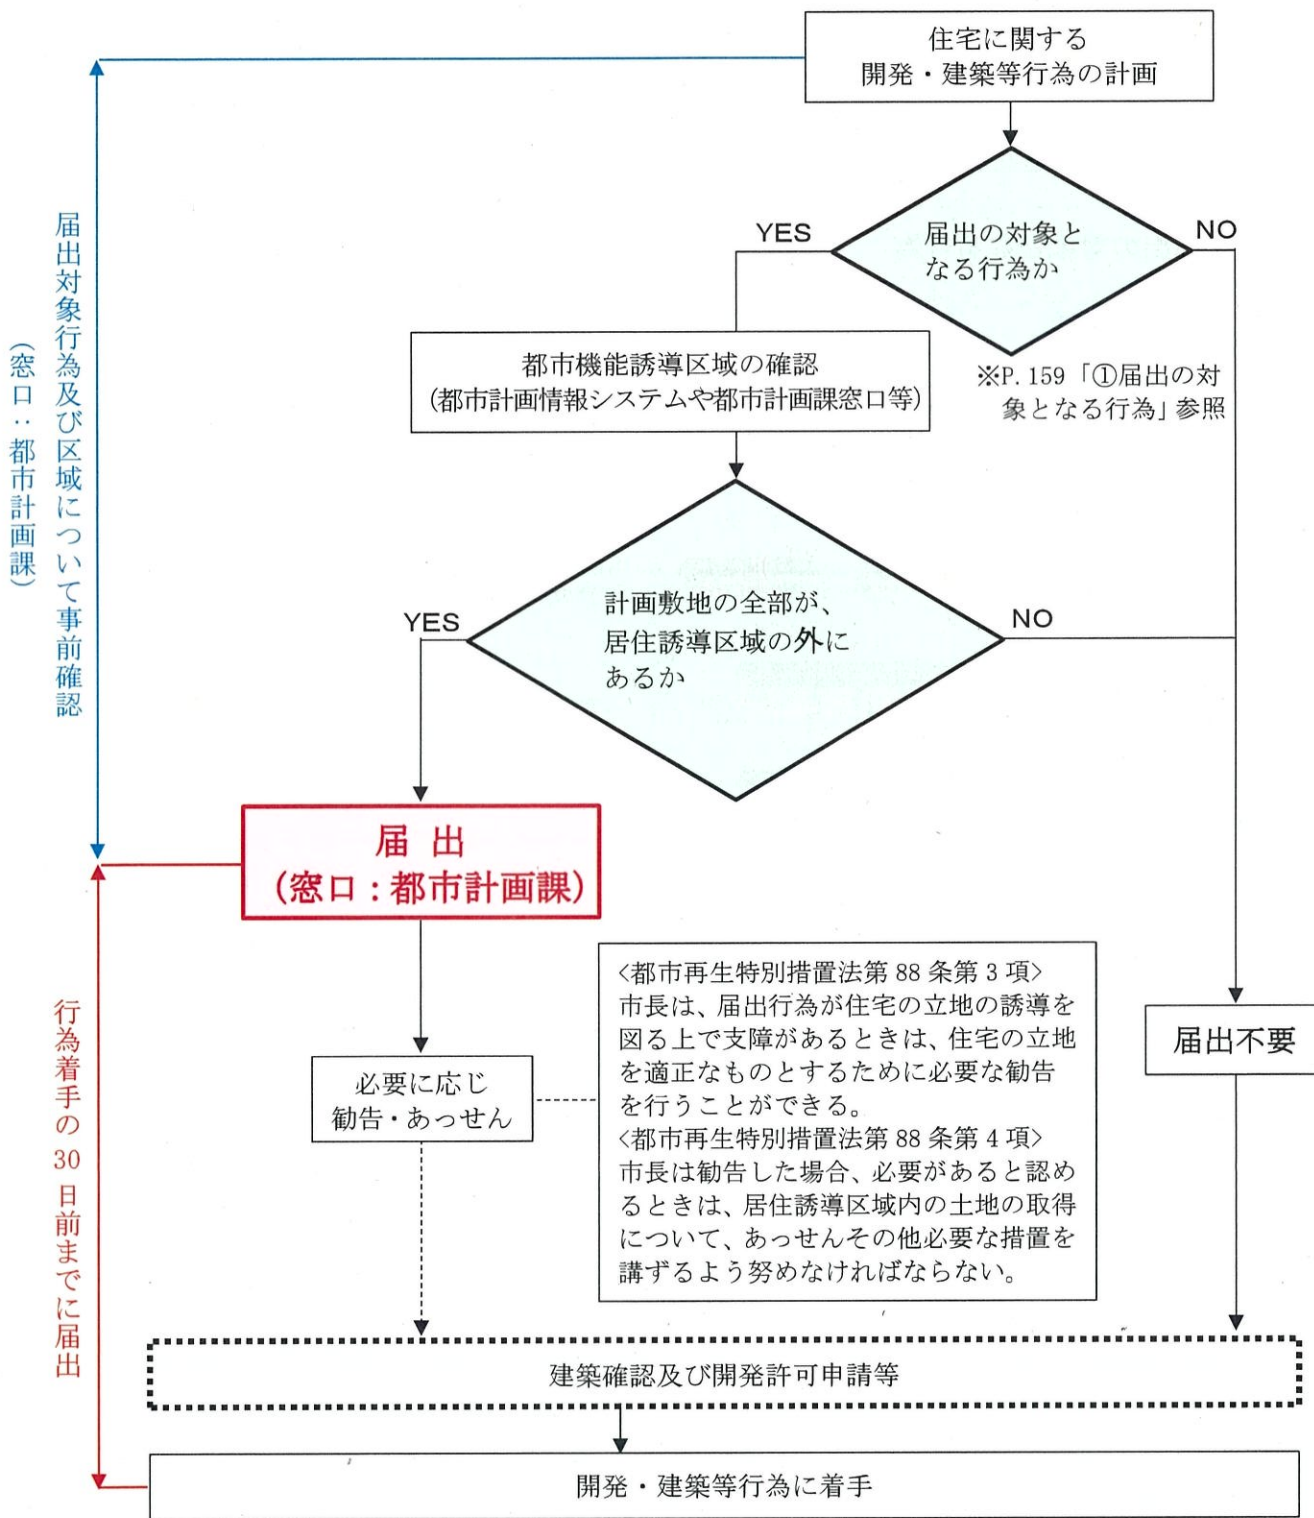 住宅に関する
開発・建築等行為の計画
届出の対象と
なる行為か
YES
NO
※P. 159「①届出の対
象となる行為」参照
都市機能誘導区域の確認
(都市計画情報システムや都市計画課窓口等)
計画敷地の全部が、
居住誘導区域の外に
あるか
YES
NO
届出対象行為及び区域について事前確認
(窓口：都市計画課)
届 出
(窓口：都市計画課)
行為着手の 30 日前までに届出
必要に応じ
勧告・あっせん
<都市再生特別措置法第 88 条第 3 項>
市長は、届出行為が住宅の立地の誘導を
図る上で支障があるときは、住宅の立地
を適正なものとするために必要な勧告
を行うことができる。
<都市再生特別措置法第 88 条第 4 項>
市長は勧告した場合、必要があると認め
るときは、居住誘導区域内の土地の取得
について、あっせんその他必要な措置を
講ずるよう努めなければならない。
届出不要
建築確認及び開発許可申請等
開発・建築等行為に着手